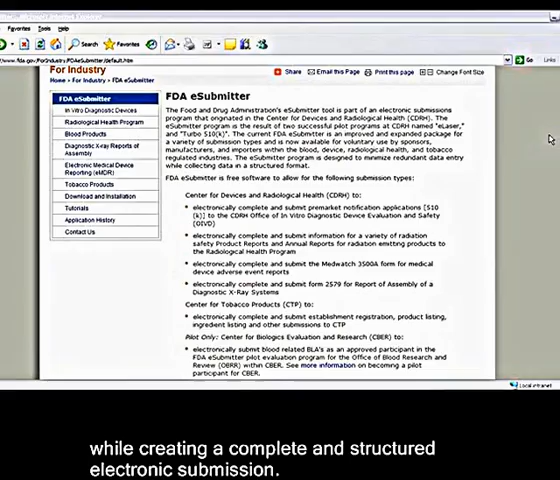 Favorites Tools Help
Search Favorites
www.fda.gov/ForIndustry/FDAeSubmitter/default.htm Go Links
For Industry
Share Email this Page Print this page Change Font Size
Home > For Industry > FDA eSubmitter
FDA eSubmitter
In Vitro Diagnostic Devices
Radiological Health Program
Blood Products
Diagnostic X-ray Reports of
Assembly
Electronic Medical Device
Reporting (eMDR)
Tobacco Products
Download and Installation
Tutorials
Application History
Contact Us
FDA eSubmitter
The Food and Drug Administration's eSubmitter tool is part of an electronic submissions
program that originated in the Center for Devices and Radiological Health (CDRH). The
eSubmitter program is the result of two successful pilot programs at CDRH named "eLaser,"
and "Turbo 510(k)". The current FDA eSubmitter is an improved and expanded package for
a variety of submission types and is now available for voluntary use by sponsors,
manufacturers, and importers within the blood, device, radiological health, and tobacco
regulated industries. The eSubmitter program is designed to minimize redundant data entry
while collecting data in a structured format.
FDA eSubmitter is free software to allow for the following submission types:
Center for Devices and Radiological Health (CDRH) to:
electronically complete and submit premarket notification applications [510
(k)] to the CDRH Office of In Vitro Diagnostic Device Evaluation and Safety
(OIVD)
electronically complete and submit information for a variety of radiation
safety Product Reports and Annual Reports for radiation emitting products to
the Radiological Health Program
electronically complete and submit the Medwatch 3500A form for medical
device adverse event reports
electronically complete and submit form 2579 for Report of Assembly of a
Diagnostic X-Ray Systems
Center for Tobacco Products (CTP) to:
electronically complete and submit establishment registration, product listing,
ingredient listing and other submissions to CTP
Pilot Only: Center for Biologics Evaluation and Research (CBER) to:
electronically submit blood related BLA's as an approved participant in the
FDA eSubmitter pilot evaluation program for the Office of Blood Research and
Review (OBRR) within CBER. See more information on becoming a pilot
participant for CBER.
Local intranet
while creating a complete and structured
electronic submission.